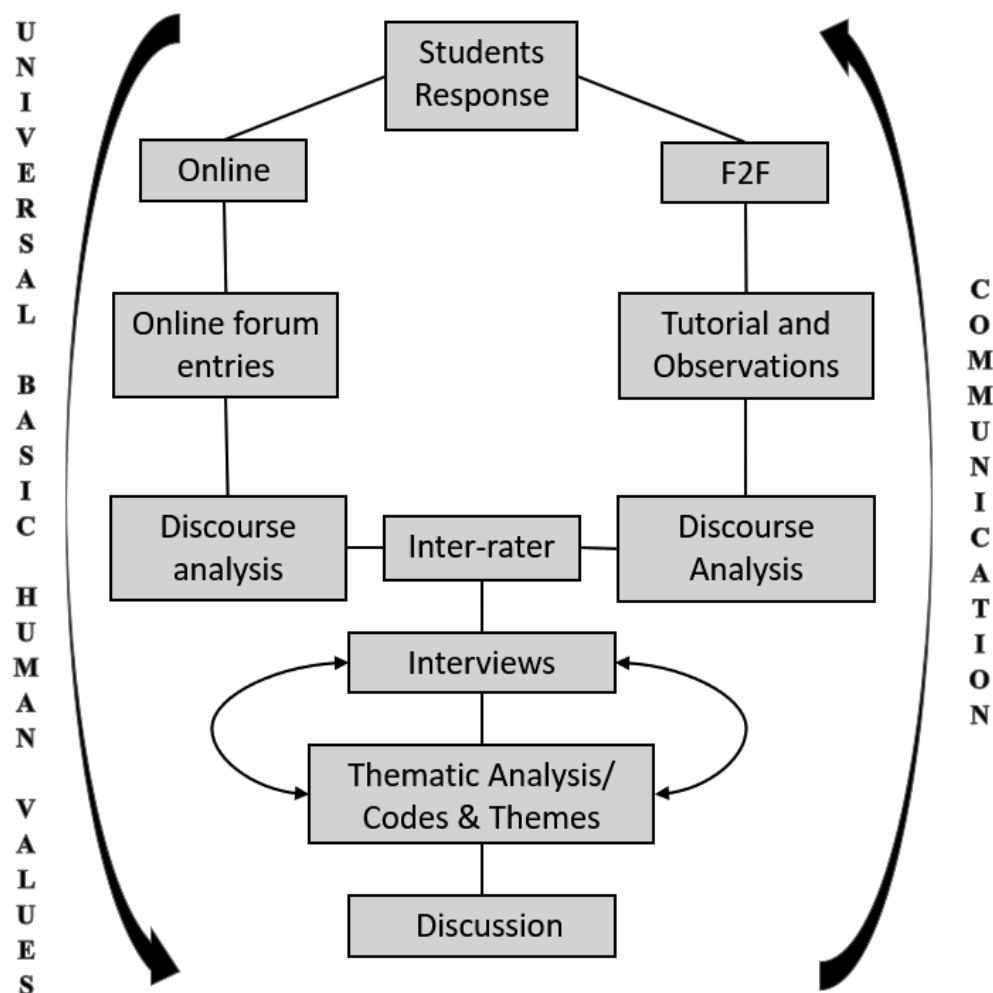 UNIVERSAL BASIC HUMAN VALUES
Students
Response
Online
F2F
Online forum
entries
Tutorial and
Observations
Discourse
analysis
Inter-rater
Discourse
Analysis
Interviews
Thematic Analysis/
Codes & Themes
Discussion
COMMUNICATION